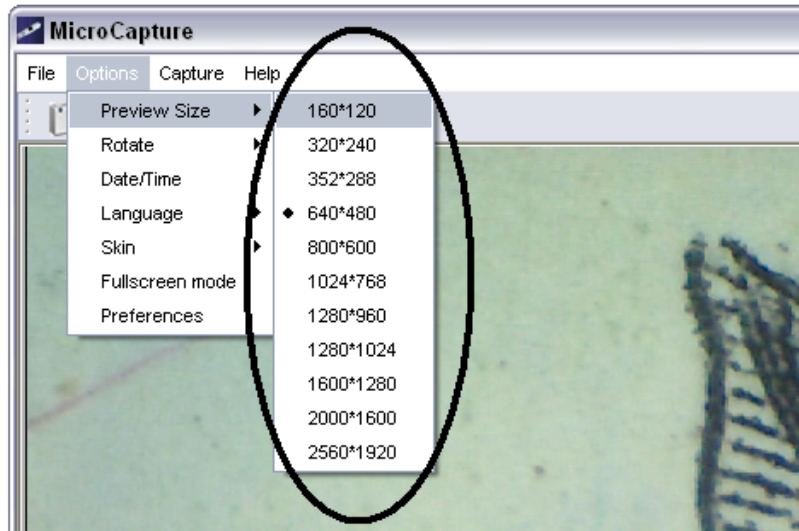 MicroCapture
File Options Capture Help
Preview Size
Rotate
Date/Time
Language
Skin
Fullscreen mode
Preferences
160*120
320*240
352*288
640*480
800*600
1024*768
1280*960
1280*1024
1600*1280
2000*1600
2560*1920